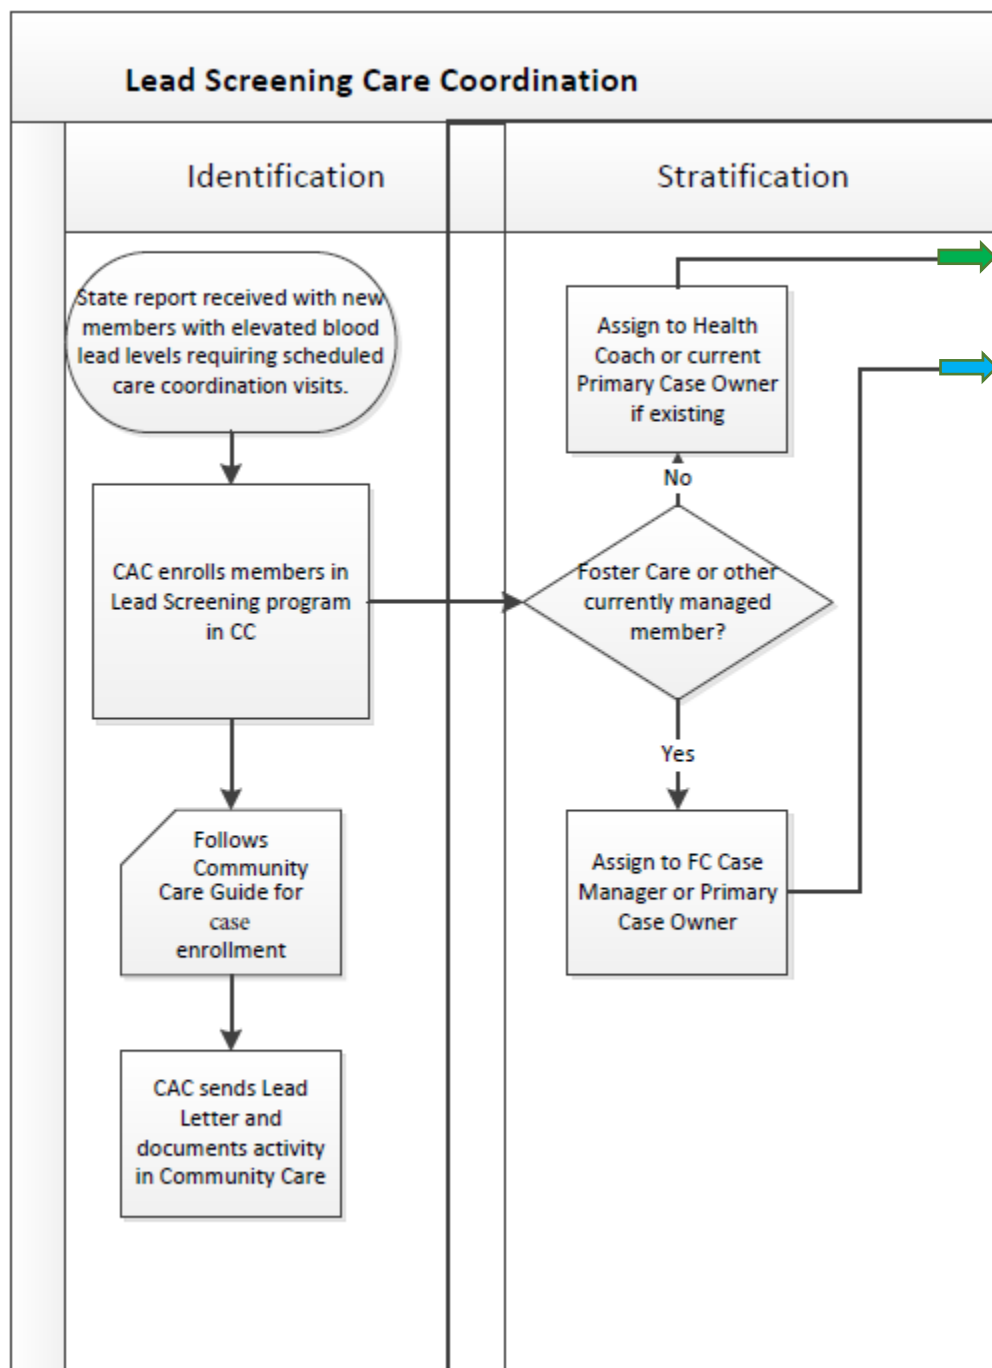 Lead Screening Care Coordination
Identification
Stratification
State report received with new
members with elevated blood
lead levels requiring scheduled
care coordination visits.
CAC enrolls members in
Lead Screening program
in CC
Follows
Community
Care Guide for
case
enrollment
CAC sends Lead
Letter and
documents activity
in Community Care
Assign to Health
Coach or current
Primary Case Owner
if existing
No
Foster Care or other
currently managed
member?
Yes
Assign to FC Case
Manager or Primary
Case Owner